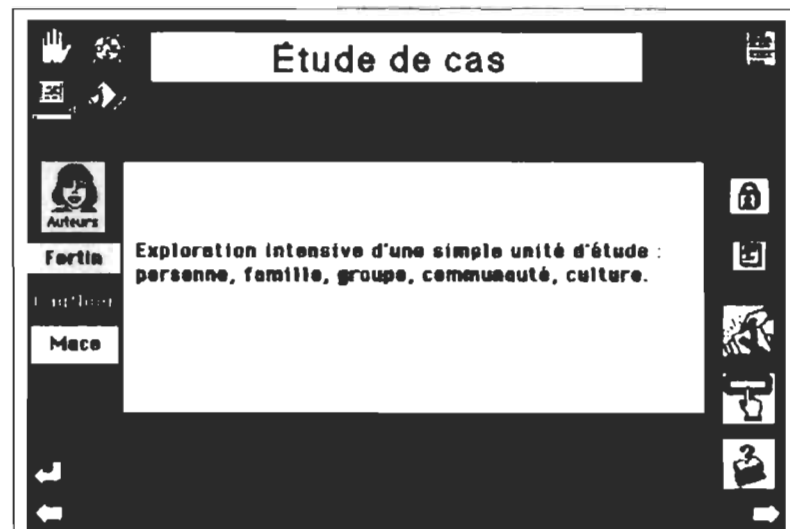 Étude de cas
Auteurs
Fortin
Exploration intensive d'une simple unité d'étude :
personne, famille, groupe, communauté, culture.
Mace